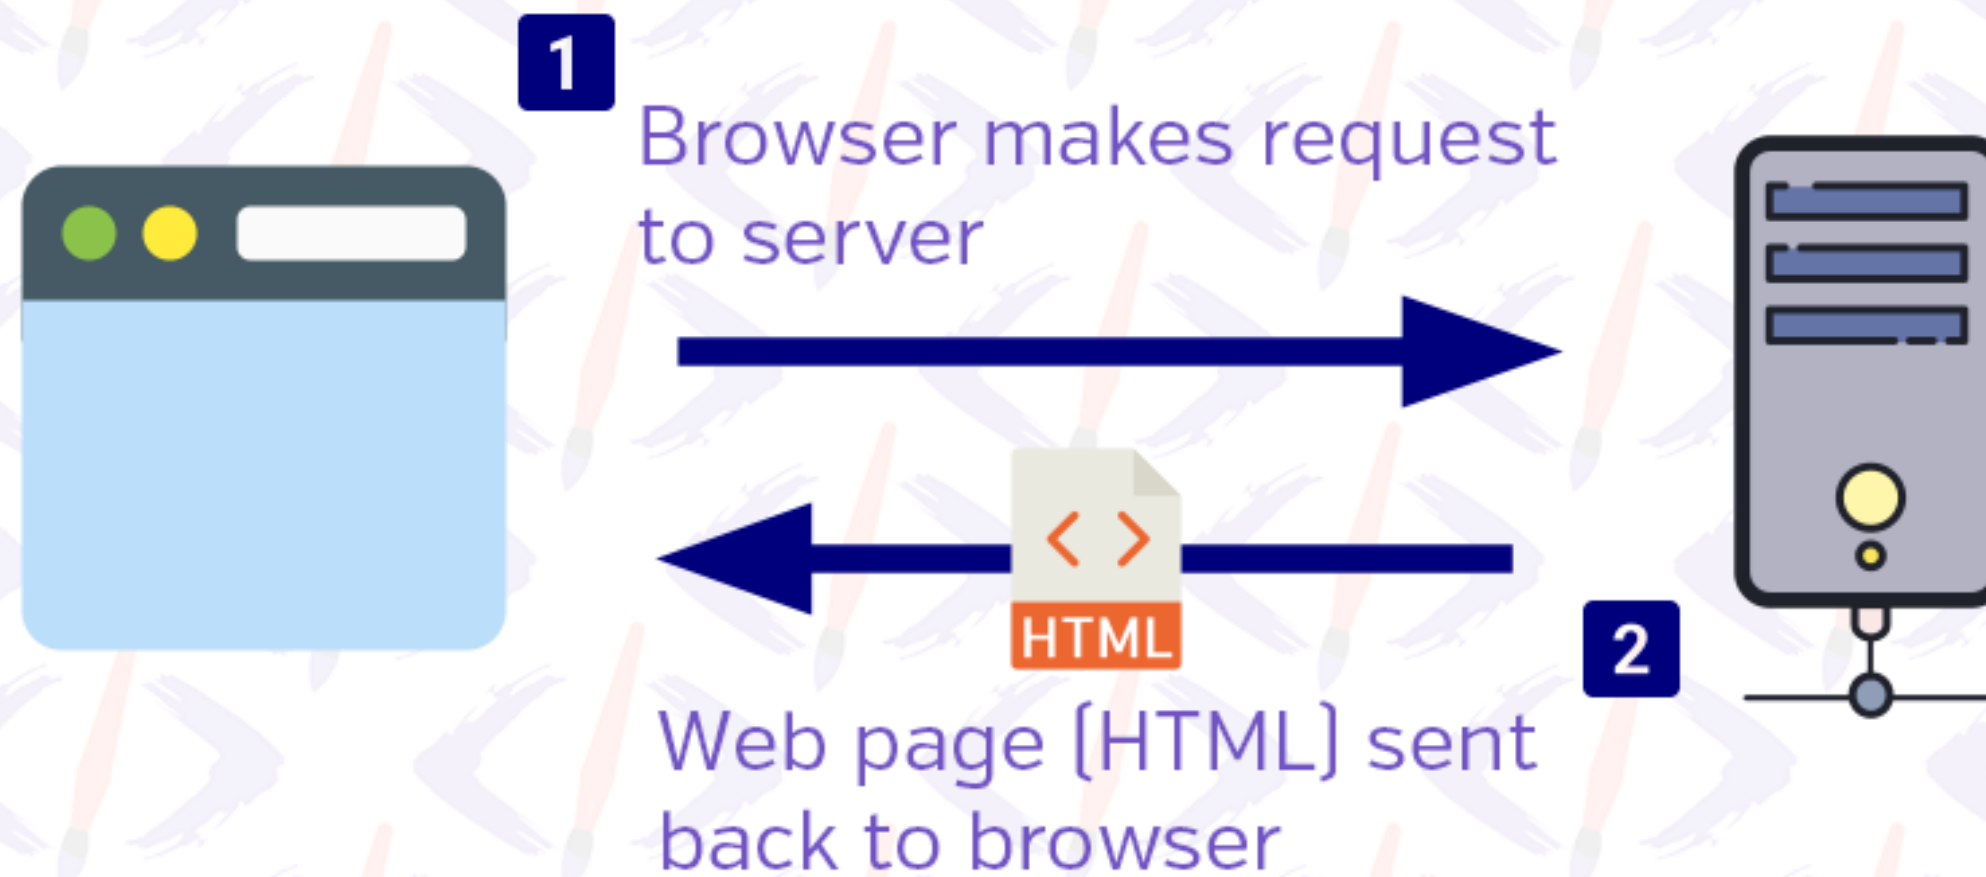 1
Browser makes request
to server
< >
HTML
2
Web page (HTML) sent
back to browser